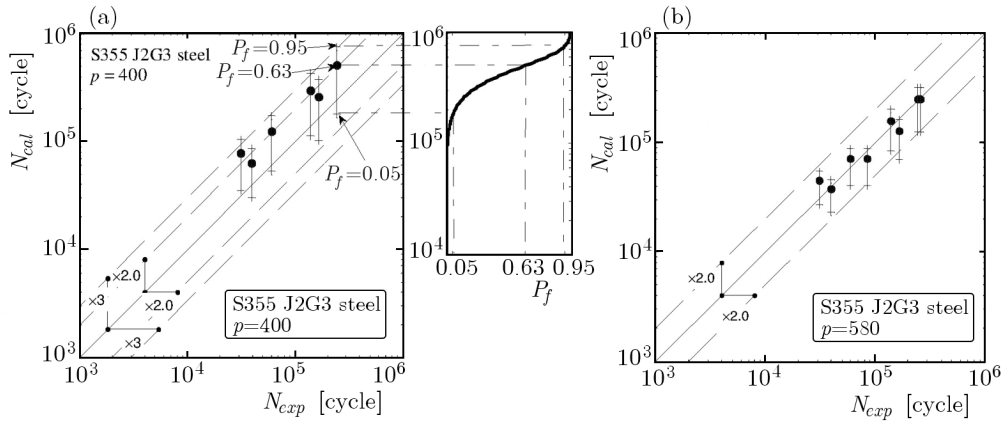 (a)
N_cal [cycle]
10^6
10^5
10^4
10^3
S355 J2G3 steel
p=400
P_f=0.95
P_f=0.63
P_f=0.05
×2.0
×2.0
×3
×3
S355 J2G3 steel
p=400
10^3 10^4 10^5 10^6
N_exp [cycle]
10^6
10^5
10^4
0.05 0.63 0.95
P_f
(b)
N_cal [cycle]
10^6
10^5
10^4
10^3
×2.0
×2.0
S355 J2G3 steel
p=580
10^3 10^4 10^5 10^6
N_exp [cycle]